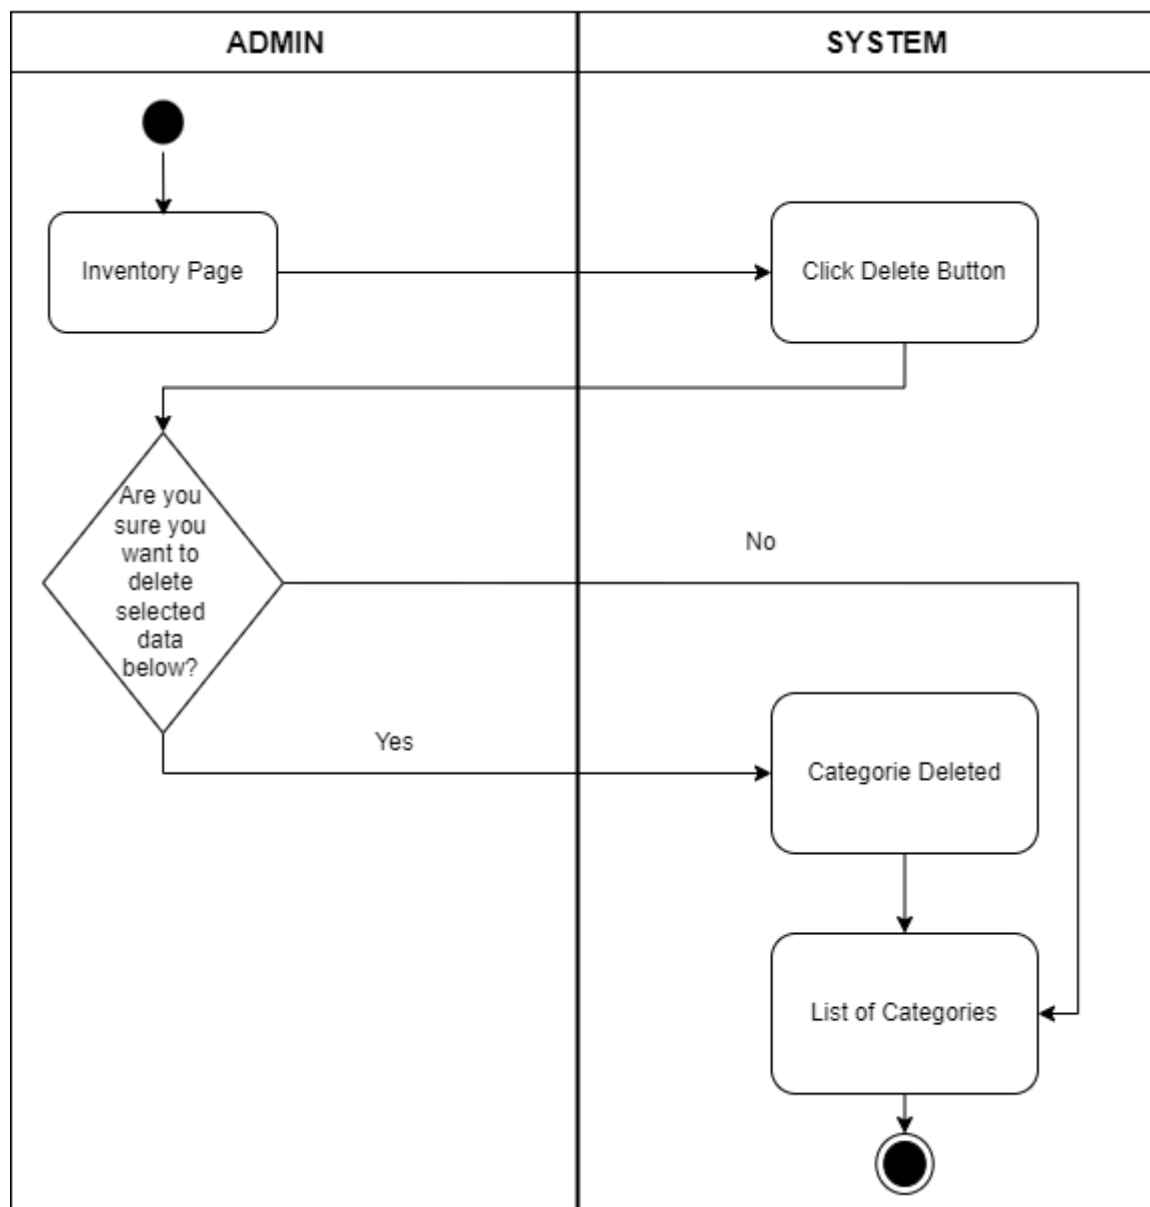 ADMIN
SYSTEM
Inventory Page
Click Delete Button
Are you
sure you
want to
delete
selected
data
below?
No
Yes
Categorie Deleted
List of Categories